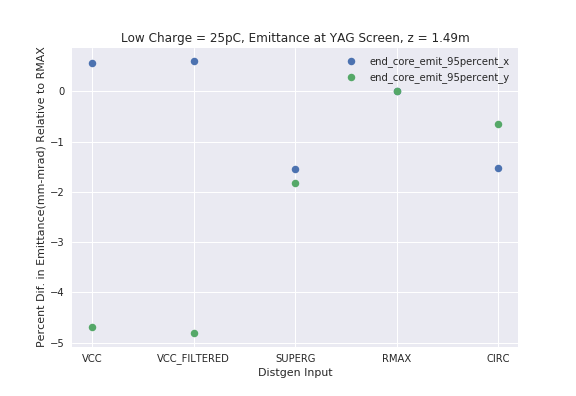 Low Charge = 25pC, Emittance at YAG Screen, z = 1.49m
end_core_emit_95percent_x
end_core_emit_95percent_y
Percent Dif. in Emittance(mm-mrad) Relative to RMAX
0
−1
−2
−3
−4
−5
VCC VCC_FILTERED SUPERG RMAX CIRC
Distgen Input